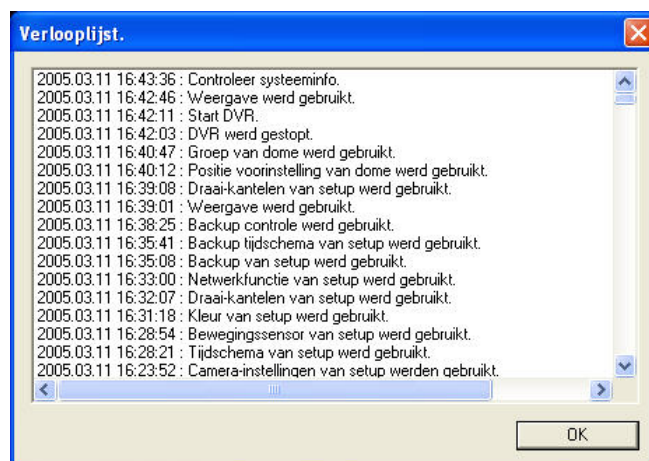 Verlooplijst.
2005.03.11 16:43:36 : Controleer systeeminfo.
2005.03.11 16:42:46 : Weergave werd gebruikt.
2005.03.11 16:42:11 : Start DVR.
2005.03.11 16:42:03 : DVR werd gestopt.
2005.03.11 16:40:47 : Groep van dome werd gebruikt.
2005.03.11 16:40:12 : Positie voorinstelling van dome werd gebruikt.
2005.03.11 16:39:08 : Draai-kantelen van setup werd gebruikt.
2005.03.11 16:39:01 : Weergave werd gebruikt.
2005.03.11 16:38:25 : Backup controle werd gebruikt.
2005.03.11 16:35:41 : Backup tijdschema van setup werd gebruikt.
2005.03.11 16:35:08 : Backup van setup werd gebruikt.
2005.03.11 16:33:00 : Netwerkfunctie van setup werd gebruikt.
2005.03.11 16:32:07 : Draai-kantelen van setup werd gebruikt.
2005.03.11 16:31:18 : Kleur van setup werd gebruikt.
2005.03.11 16:28:54 : Bewegingssensor van setup werd gebruikt.
2005.03.11 16:28:21 : Tijdschema van setup werd gebruikt.
2005.03.11 16:23:52 : Camera-instellingen van setup werden gebruikt.
OK